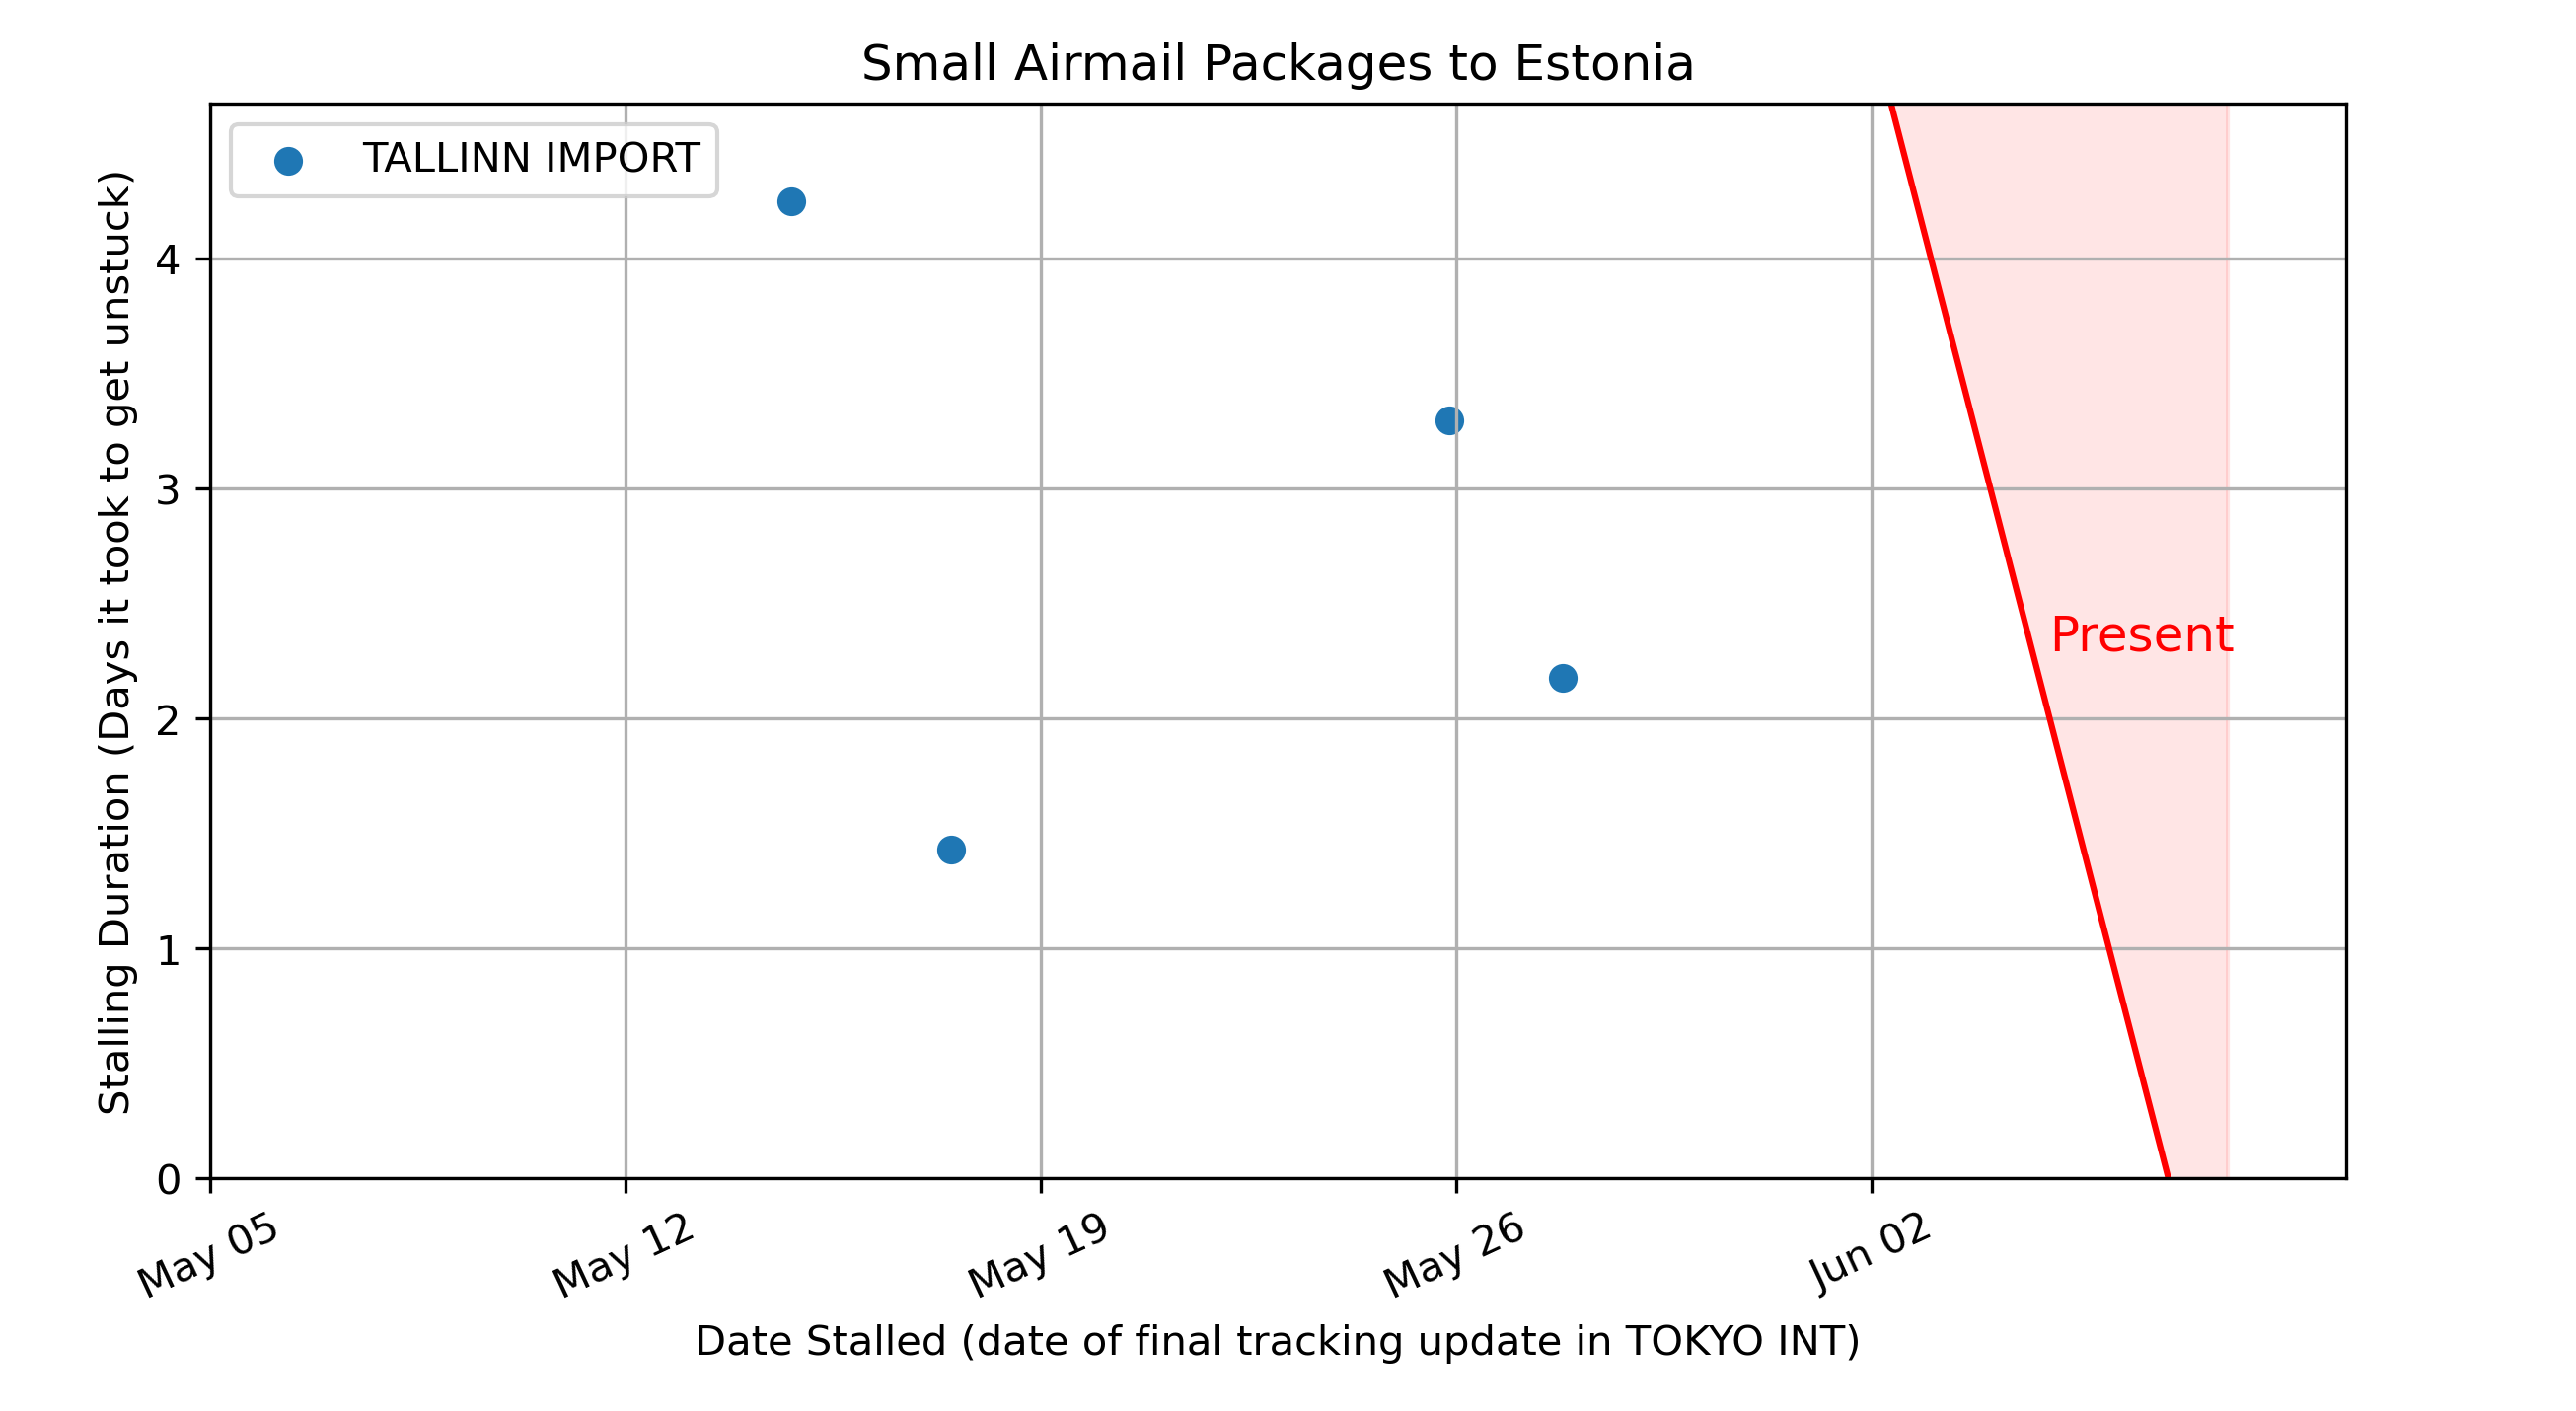 Small Airmail Packages to Estonia
TALLINN IMPORT
Stalling Duration (Days it took to get unstuck)
4
3
2
1
0
Present
May 05
May 12
May 19
May 26
Jun 02
Date Stalled (date of final tracking update in TOKYO INT)